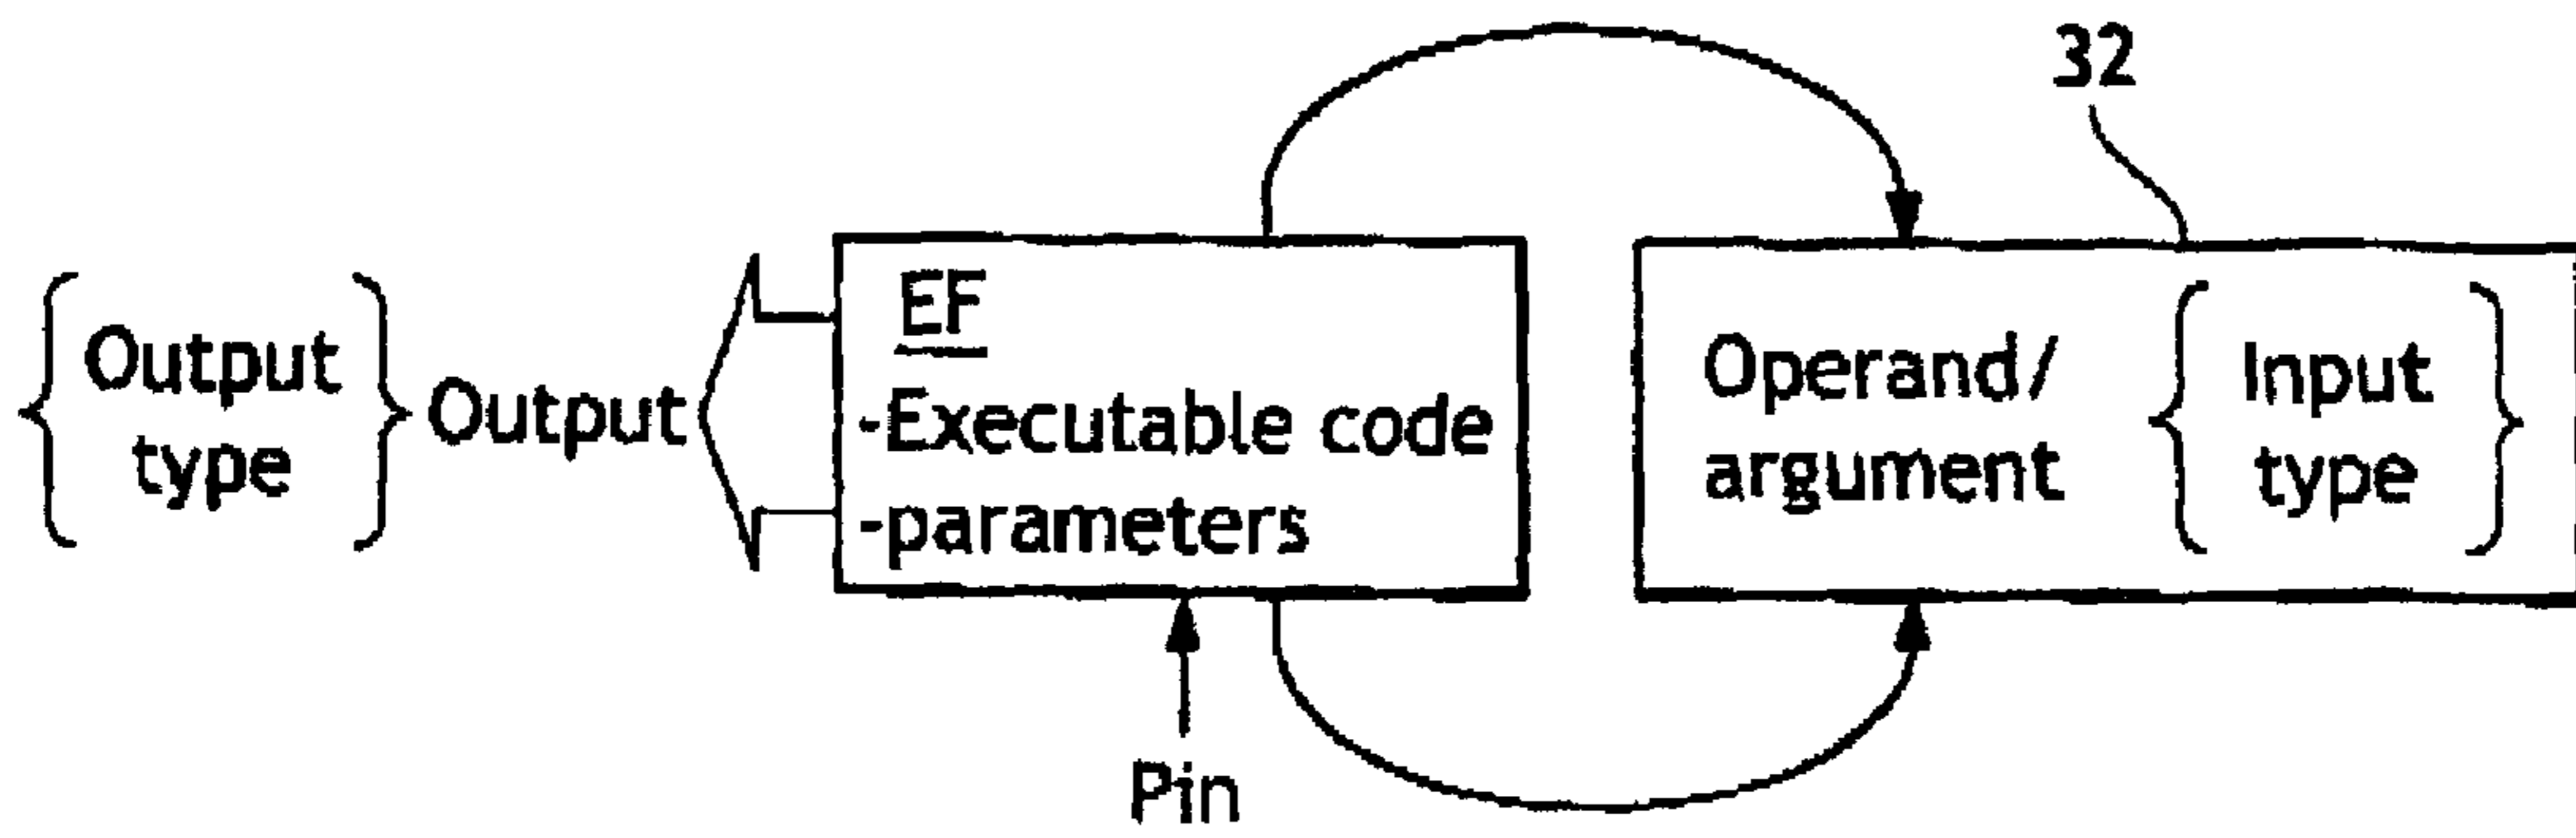 32
Output
type
Output
EF
-Executable code
-parameters
Operand/
argument
Input
type
Pin